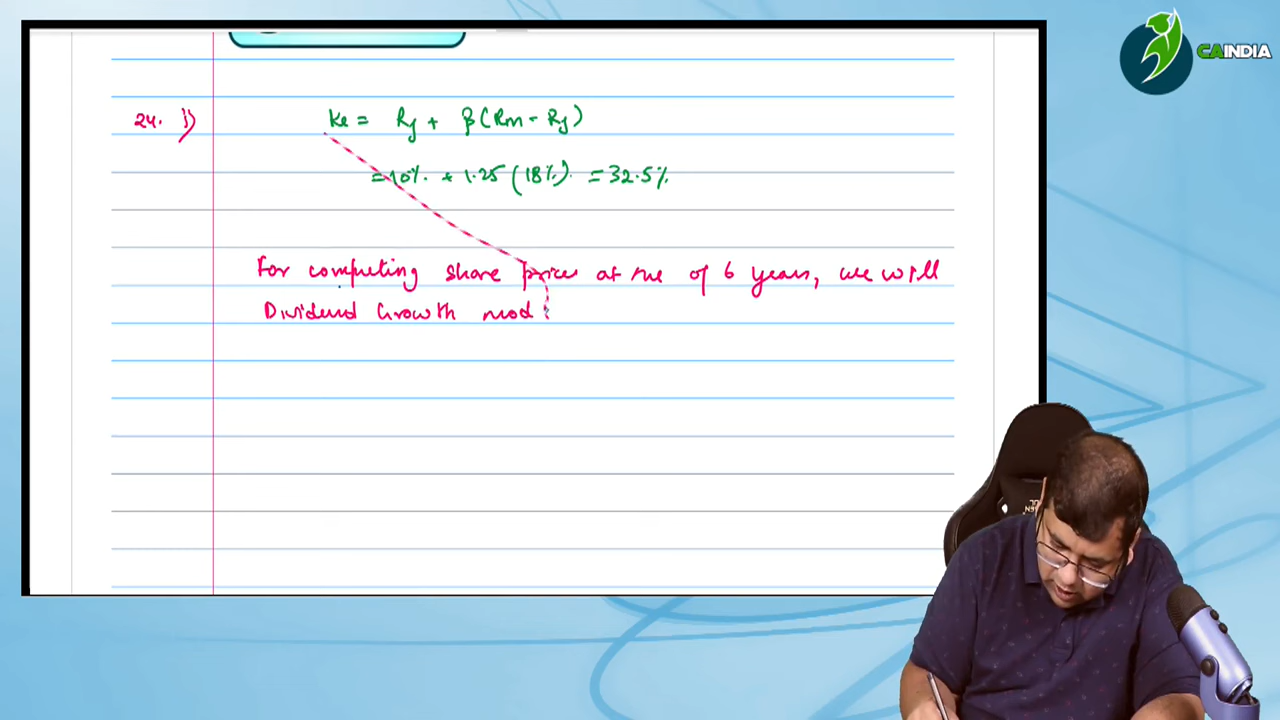 CAINDIA
24. i) Ke = Rf + β(Rm - Rf)
= 10% + 1.25 (18%) = 32.5%
For computing share price at the of 6 years, we will
Dividend Growth mod